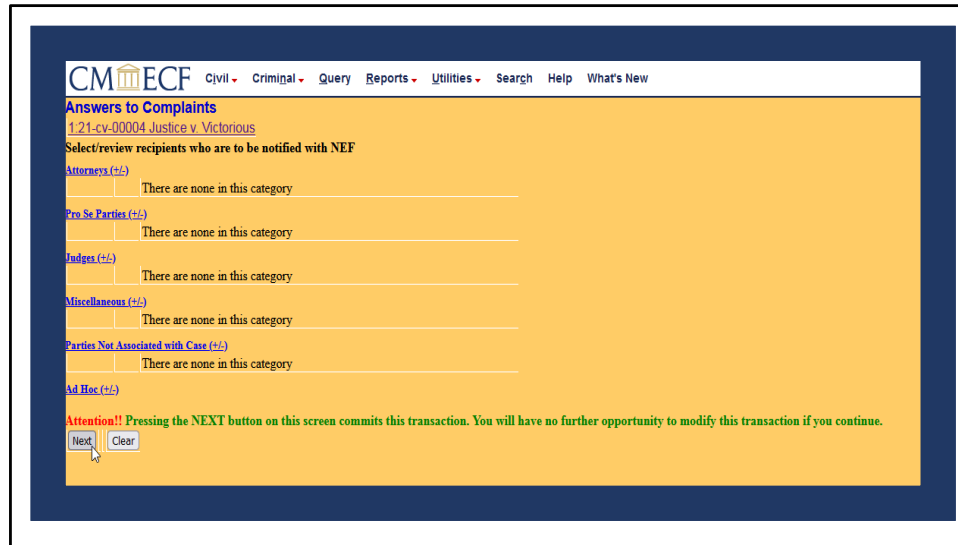 CM ECF Civil Criminal Query Reports Utilities Search Help What's New
Answers to Complaints
1:21-cv-00004 Justice v. Victorious
Select/review recipients who are to be notified with NEF
Attorneys (+/-)
There are none in this category
Pro Se Parties (+/-)
There are none in this category
Judges (+/-)
There are none in this category
Miscellaneous (+/-)
There are none in this category
Parties Not Associated with Case (+/-)
There are none in this category
Ad Hoc (+/-)
Attention!! Pressing the NEXT button on this screen commits this transaction. You will have no further opportunity to modify this transaction if you continue.
Next Clear